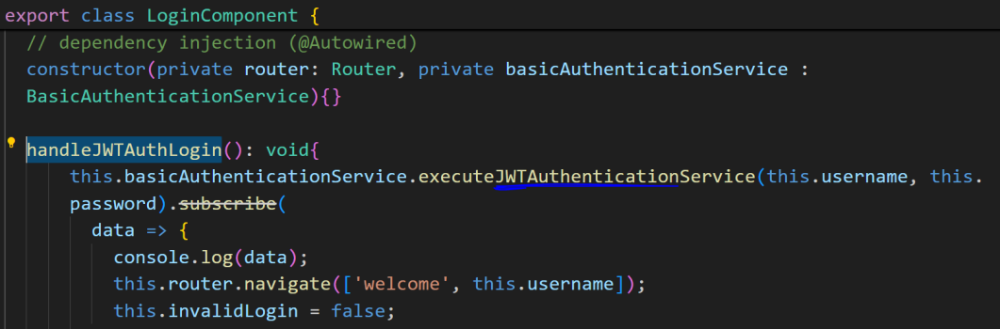 export class LoginComponent {
// dependency injection (@Autowired)
constructor(private router: Router, private basicAuthenticationService :
BasicAuthenticationService){}
handleJWTAuthLogin(): void{
this.basicAuthenticationService.executeJWTAuthenticationService(this.username, this.
password).subscribe(
data => {
console.log(data);
this.router.navigate(['welcome', this.username]);
this.invalidLogin = false;